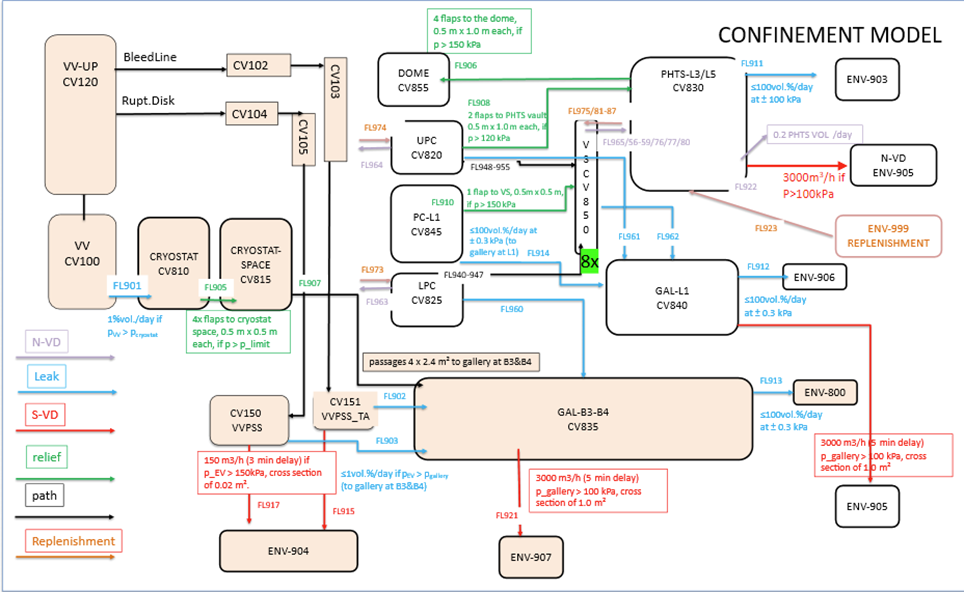 CONFINEMENT MODEL
4 flaps to the dome,
0.5 m x 1.0 m each, if
p > 150 kPa
VV-UP
CV120
BleedLine
CV102
CV103
Rupt.Disk
CV104
CV105
DOME
CV855
FL906
PHTS-L3/L5
CV830
FL911
ENV-903
≤100vol.%/day
at ± 100 kPa
FL908
2 flaps to PHTS vault
0.5 m x 1.0 m each, if
p > 120 kPa
FL975/81-87
FL974
FL964
UPC
CV820
FL948-955
VSCV850
FL965/56-59/76/77/80
0.2 PHTS VOL /day
N-VD
ENV-905
3000m³/h if
P>100kPa
FL922
FL910
1 flap to VS, 0.5m x 0.5 m,
if p > 150 kPa
PC-L1
CV845
≤100vol.%/day at
± 0.3 kPa (to
gallery at L1)
FL914
FL961
FL962
FL923
ENV-999
REPLENISHMENT
8x
VV
CV100
CRYOSTAT
CV810
CRYOSTAT-
SPACE
CV815
FL901
FL905
FL907
FL973
FL963
FL940-947
LPC
CV825
FL960
GAL-L1
CV840
FL912
ENV-906
≤100vol.%/day
at ± 0.3 kPa
1%vol./day if
pVV > pcryostat
4x flaps to cryostat
space, 0.5 m x 0.5 m
each, if p > p_limit
passages 4 x 2.4 m² to gallery at B3&B4
N-VD
Leak
S-VD
relief
path
Replenishment
CV150
VVPSS
CV151
VVPSS_TA
FL902
FL903
GAL-B3-B4
CV835
FL913
ENV-800
≤100vol.%/day
at ± 0.3 kPa
150 m3/h (3 min delay) if
p_EV > 150kPa, cross section
of 0.02 m².
≤1vol.%/day if pEV > pgallery
(to gallery at B3&B4)
3000 m3/h (5 min delay)
p_gallery > 100 kPa, cross
section of 1.0 m²
3000 m3/h (5 min delay)
p_gallery > 100 kPa, cross
section of 1.0 m²
FL917
FL915
FL921
ENV-904
ENV-907
ENV-905